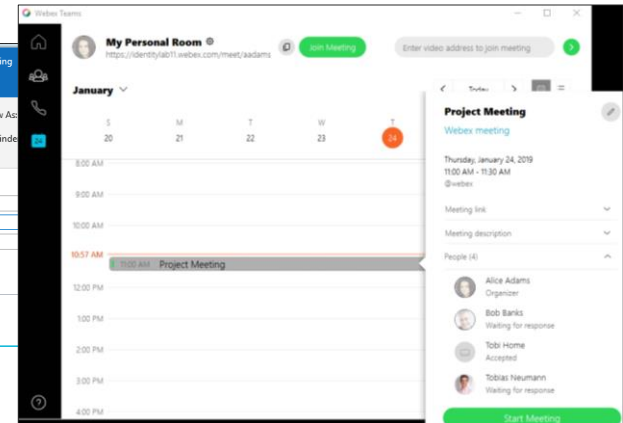 Webex Teams
My Personal Room
https://identitylab11.webex.com/meet/aadams
Join Meeting
Enter video address to join meeting
January
Today
S M T W T
20 21 22 23 24
24
8:00 AM
9:00 AM
10:00 AM
10:57 AM
11:00 AM Project Meeting
12:00 PM
1:00 PM
2:00 PM
3:00 PM
4:00 PM
Project Meeting
Webex meeting
Thursday, January 24, 2019
11:00 AM - 11:30 AM
@webex
Meeting link
Meeting description
People (4)
Alice Adams
Organizer
Bob Banks
Waiting for response
Tobi Home
Accepted
Tobias Neumann
Waiting for response
Start Meeting